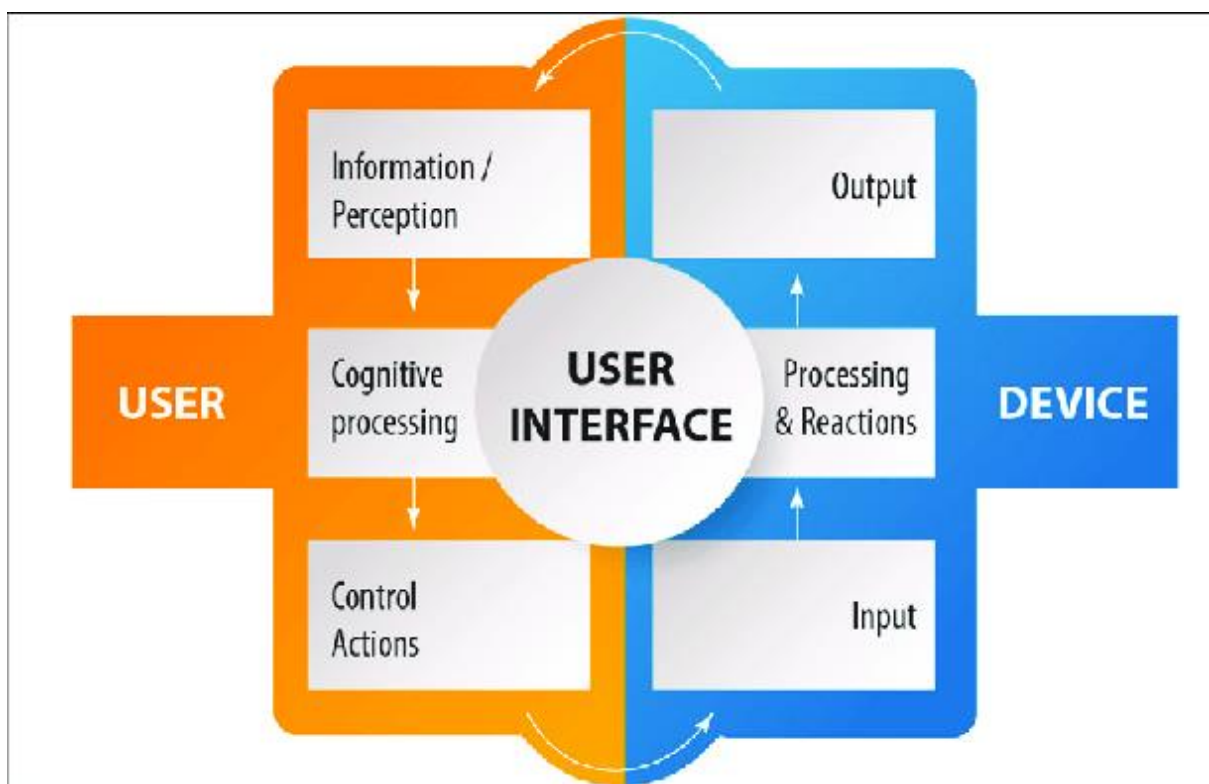 Information /
Perception
Output
USER
Cognitive
processing
USER
INTERFACE
Processing
& Reactions
DEVICE
Control
Actions
Input